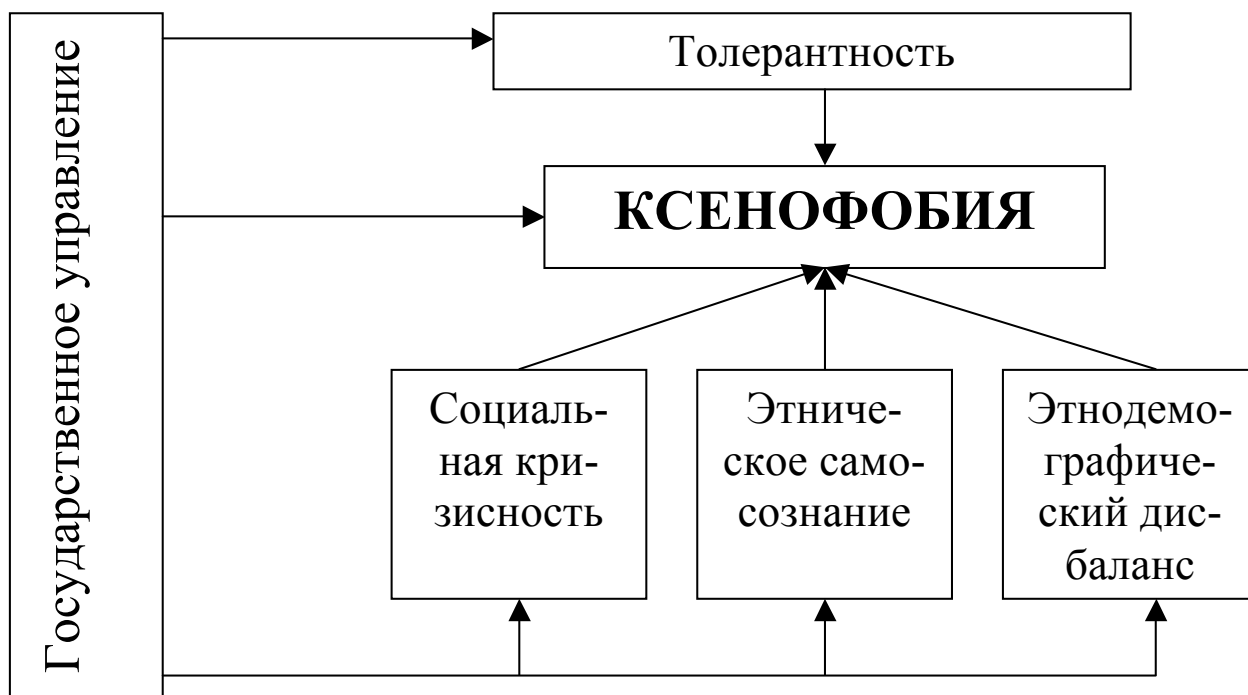 Государственное управление
Толерантность
КСЕНОФОБИЯ
Социаль-
ная кри-
зисность
Этниче-
ское само-
сознание
Этнодемо-
графиче-
ский дис-
баланс